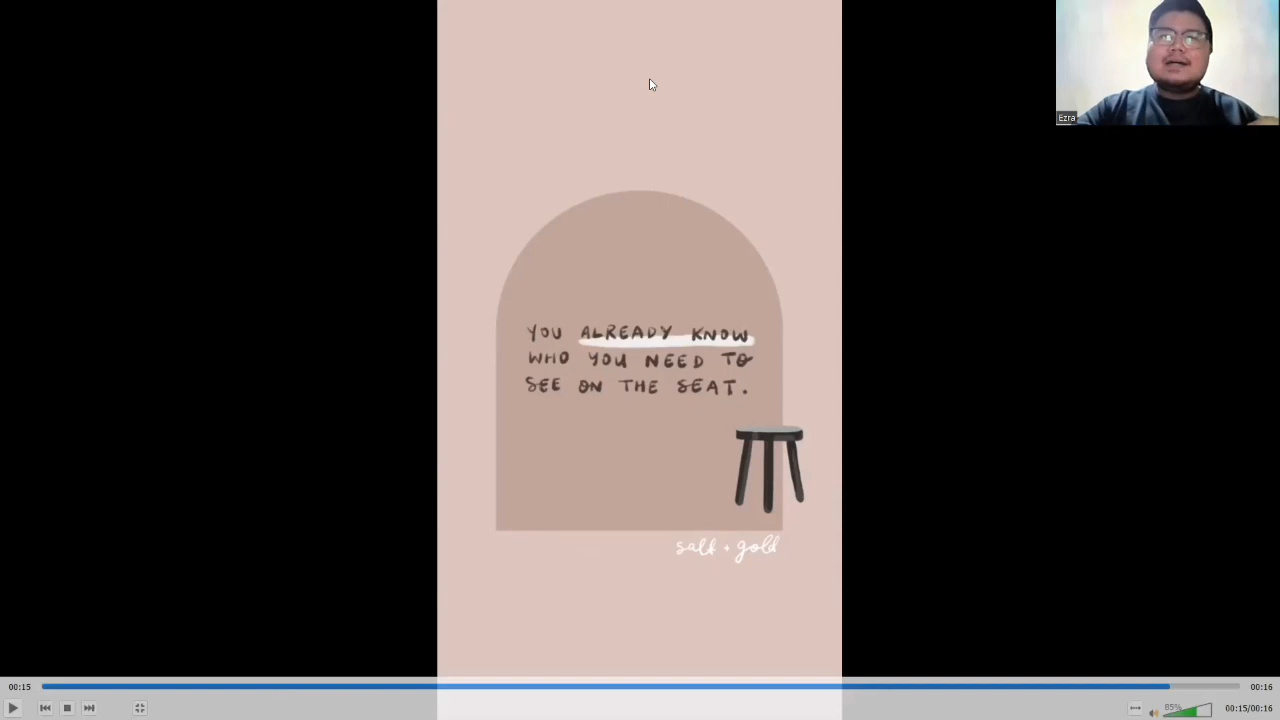 Ezra
YOU ALREADY KNOW
WHO YOU NEED TO
SEE ON THE SEAT.
salt + gold
00:15
00:16
85%
00:15/00:16